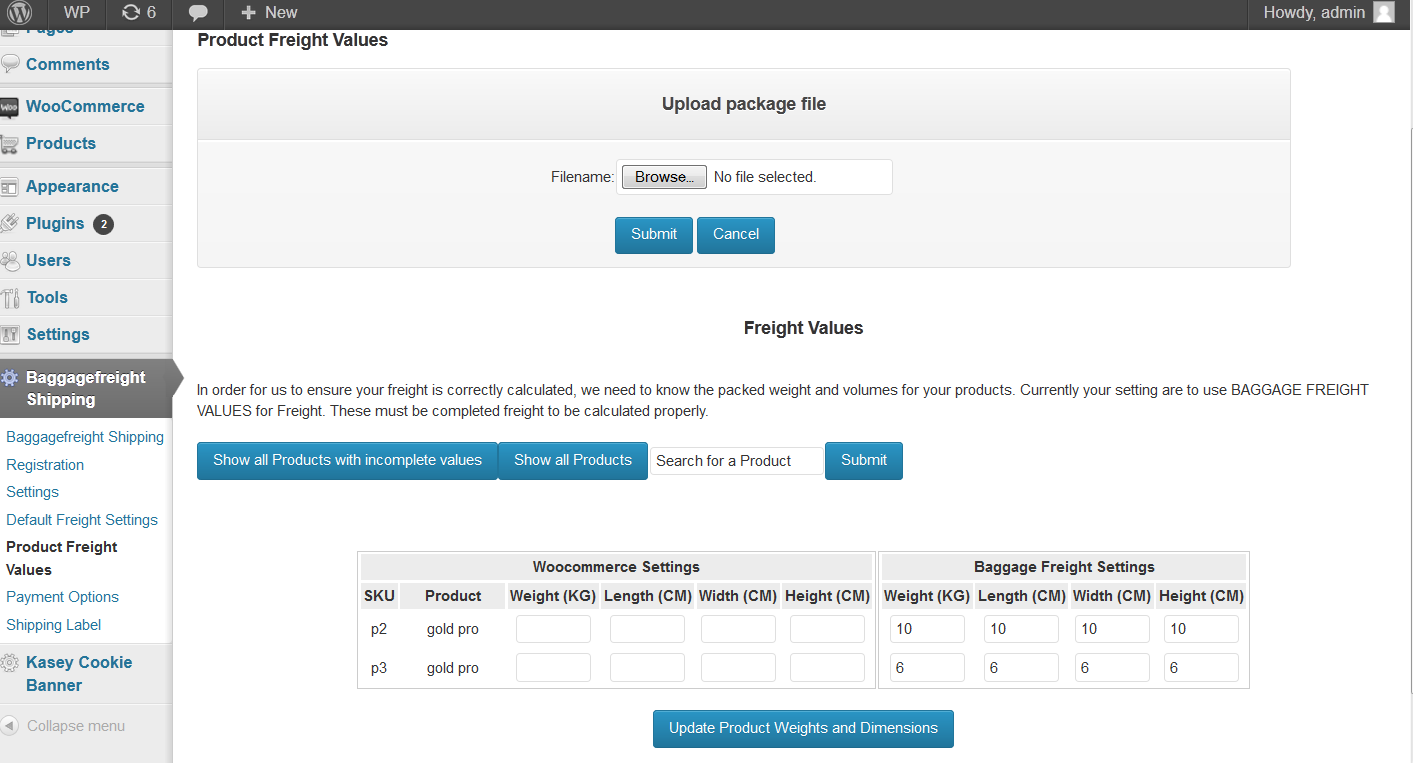 WP 6 + New Howdy, admin
Pages
Comments
WOO WooCommerce
Products
Appearance
Plugins 2
Users
Tools
Settings
Baggagefreight
Shipping
Baggagefreight Shipping
Registration
Settings
Default Freight Settings
Product Freight
Values
Payment Options
Shipping Label
Kasey Cookie
Banner
Collapse menu
Product Freight Values
Upload package file
Filename: Browse... No file selected.
Submit Cancel
Freight Values
In order for us to ensure your freight is correctly calculated, we need to know the packed weight and volumes for your products. Currently your setting are to use BAGGAGE FREIGHT
VALUES for Freight. These must be completed freight to be calculated properly.
Show all Products with incomplete values Show all Products Search for a Product Submit
Woocommerce Settings Baggage Freight Settings
SKU Product Weight (KG) Length (CM) Width (CM) Height (CM) Weight (KG) Length (CM) Width (CM) Height (CM)
p2 gold pro 10 10 10 10
p3 gold pro 6 6 6 6
Update Product Weights and Dimensions